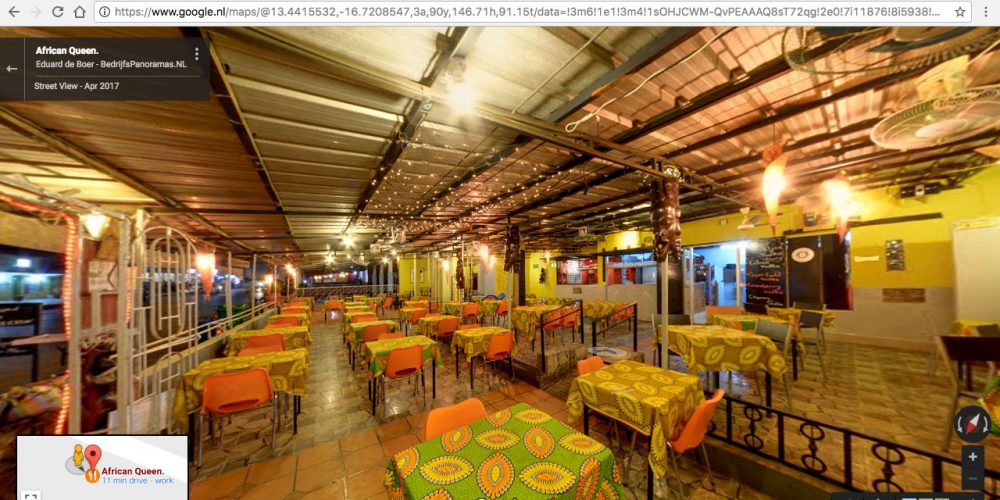 https://www.google.nl/maps/@13.4415532,-16.7208547,3a,90y,146.71h,91.15t/data=!3m6!1e1!3m4!1sOHJCWM-QvPEAAAQ8sT72qg!2e0!7i11876!8i5938!...
African Queen.
Eduard de Boer - BedrijfsPanoramas.NL
Street View - Apr 2017
African Queen.
11 min drive - work
11